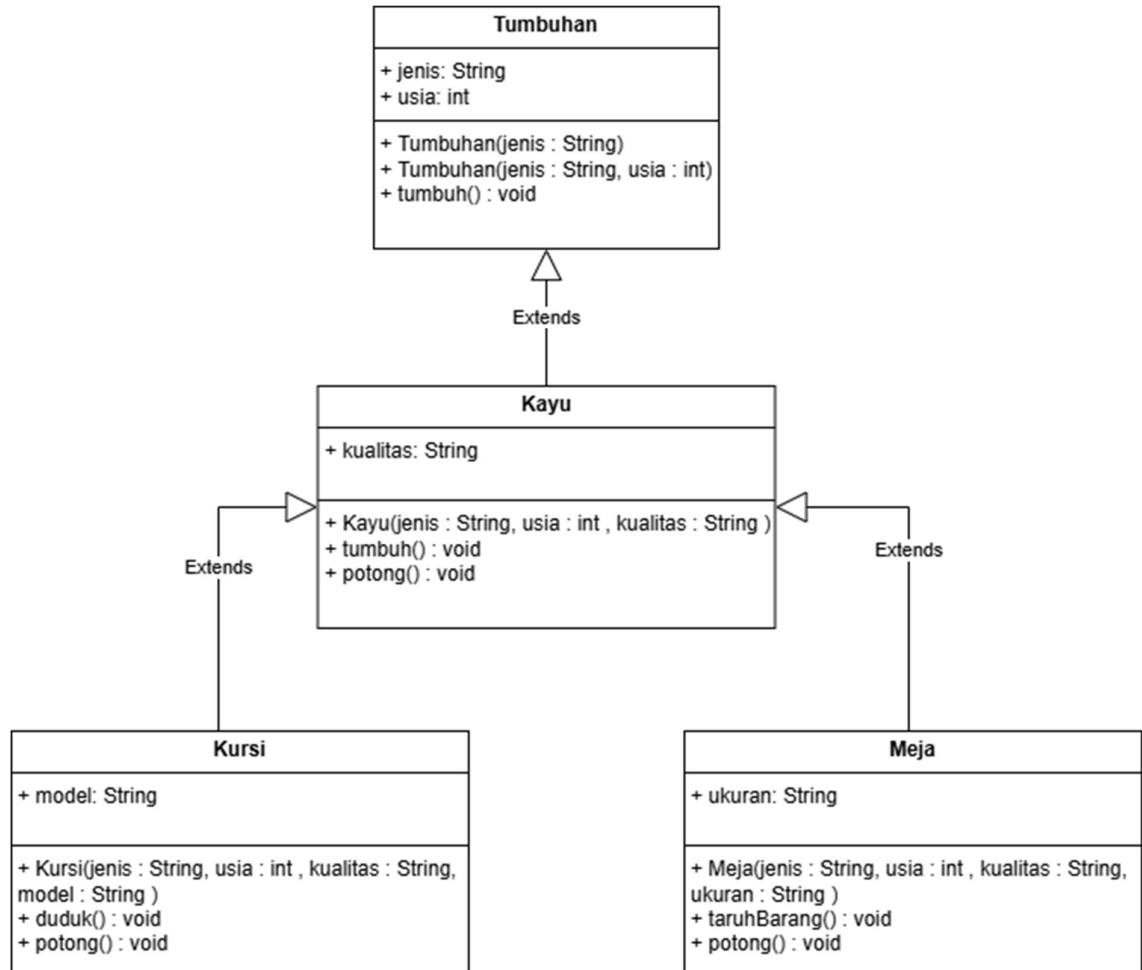 Tumbuhan
+ jenis: String
+ usia: int
+ Tumbuhan(jenis : String)
+ Tumbuhan(jenis : String, usia : int)
+ tumbuh() : void
Extends
Kayu
+ kualitas: String
+ Kayu(jenis : String, usia : int , kualitas : String )
+ tumbuh() : void
+ potong() : void
Extends
Extends
Kursi
+ model: String
+ Kursi(jenis : String, usia : int , kualitas : String,
model : String )
+ duduk() : void
+ potong() : void
Meja
+ ukuran: String
+ Meja(jenis : String, usia : int , kualitas : String,
ukuran : String )
+ taruhBarang() : void
+ potong() : void